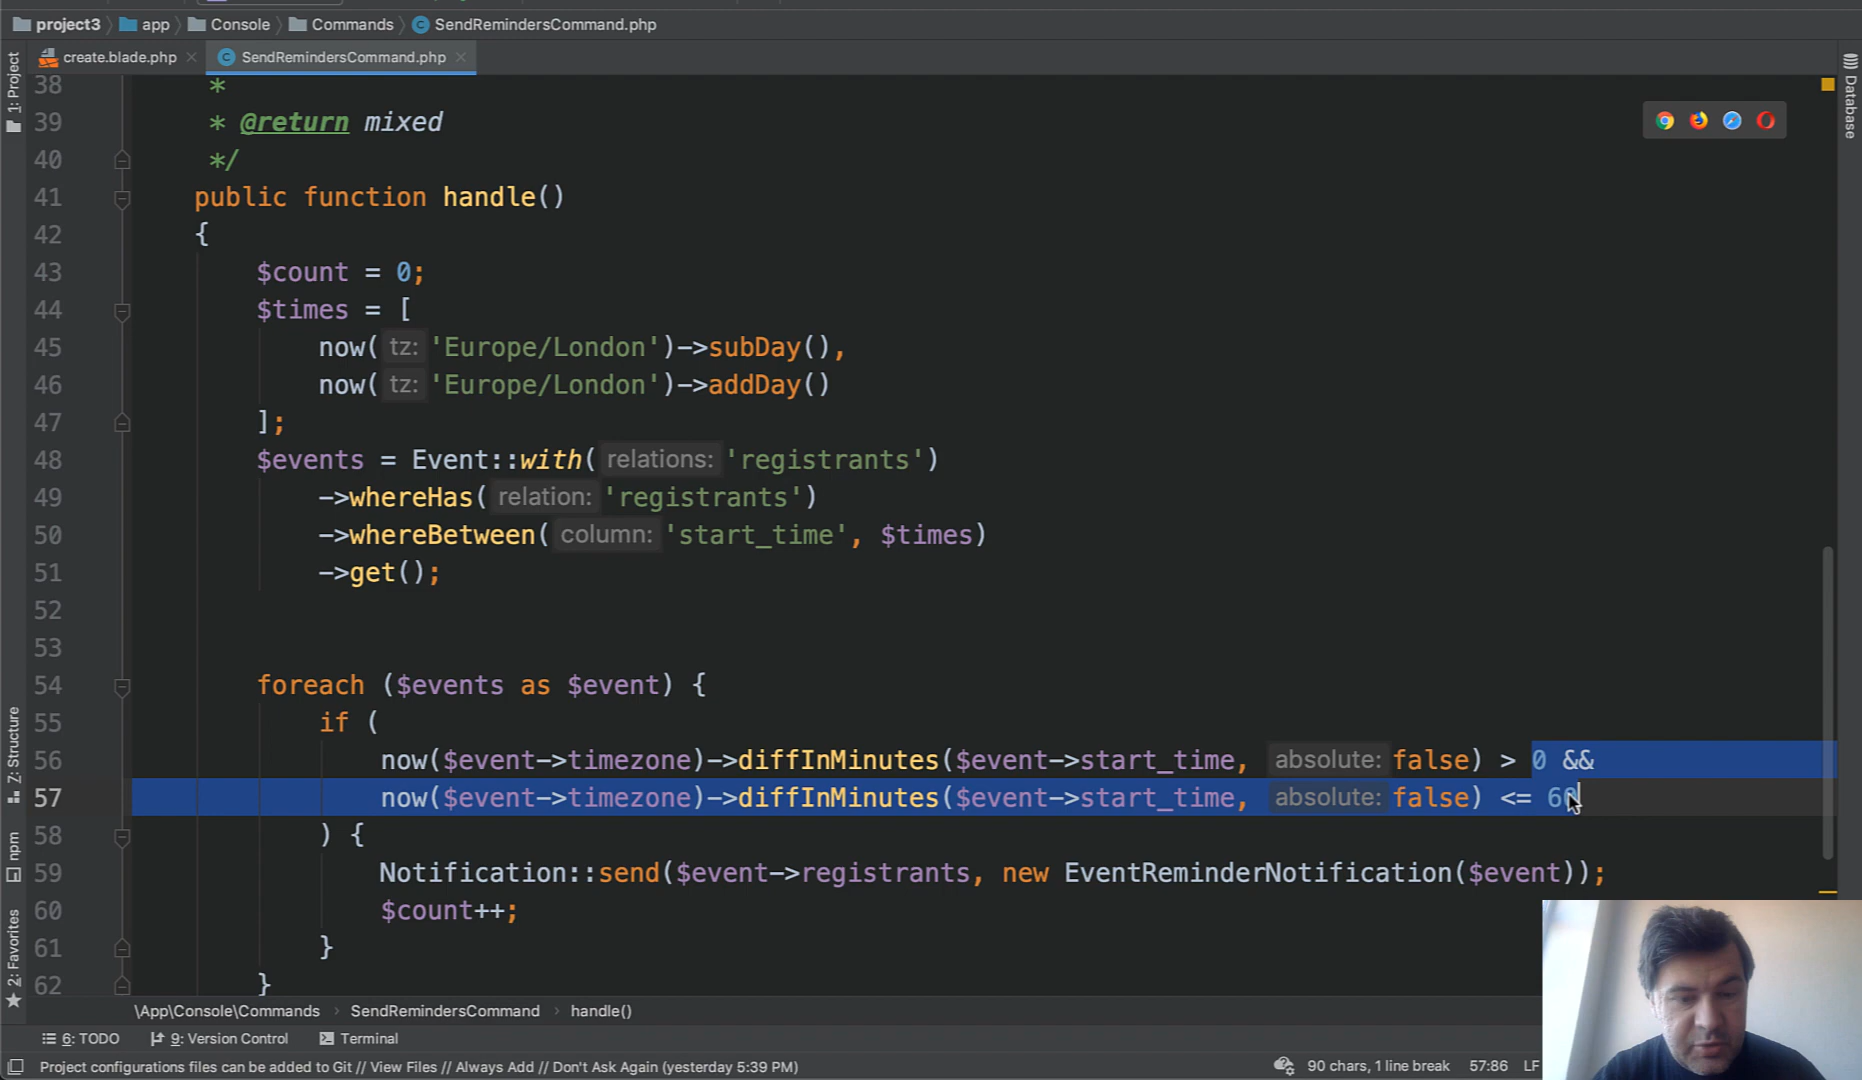 project3 app Console Commands SendRemindersCommand.php
create.blade.php SendRemindersCommand.php
1: Project
Database
38 *
39 * @return mixed
40 */
41 public function handle()
42 {
43 $count = 0;
44 $times = [
45 now( tz: 'Europe/London')->subDay(),
46 now( tz: 'Europe/London')->addDay()
47 ];
48 $events = Event::with( relations: 'registrants')
49 ->whereHas( relation: 'registrants')
50 ->whereBetween( column: 'start_time', $times)
51 ->get();
52
53
54 foreach ($events as $event) {
55 if (
56 now($event->timezone)->diffInMinutes($event->start_time, absolute: false) > 0 &&
57 now($event->timezone)->diffInMinutes($event->start_time, absolute: false) <= 60
58 ) {
59 Notification::send($event->registrants, new EventReminderNotification($event));
60 $count++;
61 }
62 }
7: Structure
npm
2: Favorites
\App\Console\Commands SendRemindersCommand handle()
6: TODO 9: Version Control Terminal
Project configurations files can be added to Git // View Files // Always Add // Don't Ask Again (yesterday 5:39 PM) 90 chars, 1 line break 57:86 LF